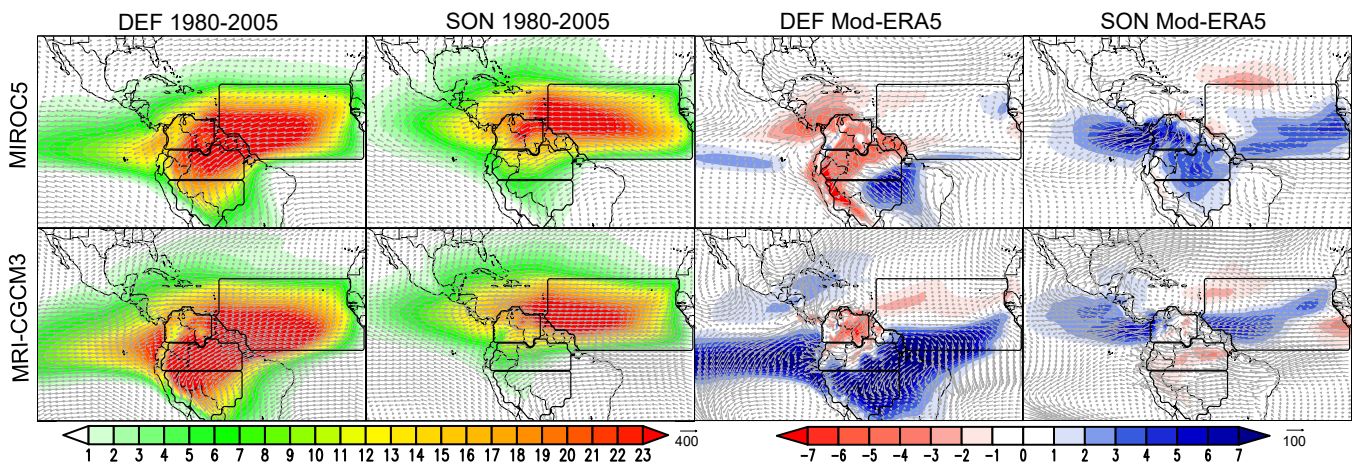 DEF 1980-2005 SON 1980-2005 DEF Mod-ERA5 SON Mod-ERA5
MIROC5
MRI-CGCM3
1 2 3 4 5 6 7 8 9 10 11 12 13 14 15 16 17 18 19 20 21 22 23 400 -7 -6 -5 -4 -3 -2 -1 0 1 2 3 4 5 6 7 100